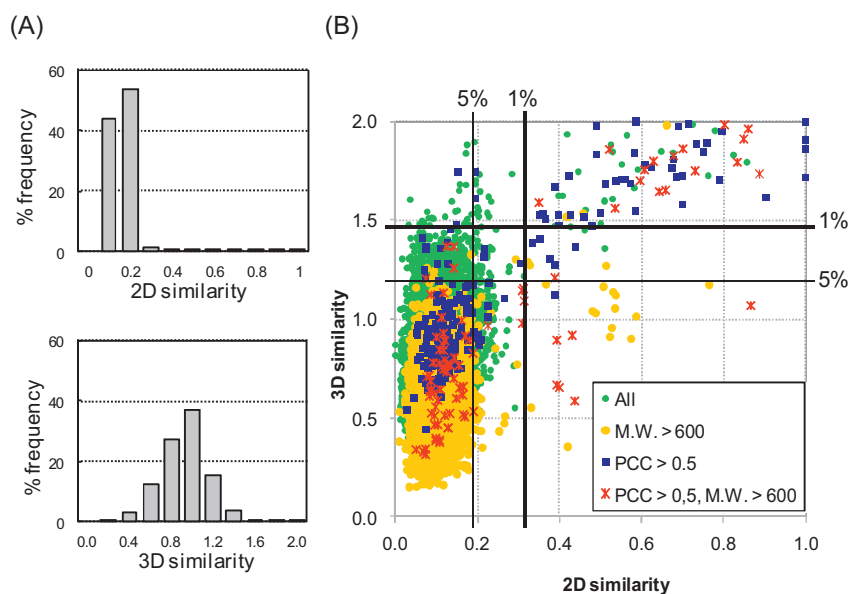 (A)
60
40
20
0
% frequency
0 0.2 0.4 0.6 0.8 1
2D similarity
60
40
20
0
% frequency
0.0 0.4 0.8 1.2 1.6 2.0
3D similarity
(B)
5% 1%
2.0
1.5
1.0
0.5
0.0
3D similarity
1%
5%
All
M.W. > 600
PCC > 0.5
PCC > 0,5, M.W. > 600
0.0 0.2 0.4 0.6 0.8 1.0
2D similarity